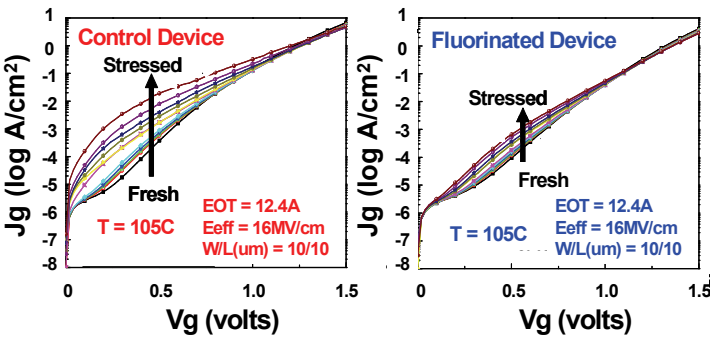 Control Device
Stressed
Fresh
T = 105C
EOT = 12.4A
Eeff = 16MV/cm
W/L(um) = 10/10
Jg (log A/cm2)
1
0
-1
-2
-3
-4
-5
-6
-7
-8
0
0.5
1.0
1.5
Vg (volts)
Fluorinated Device
Stressed
Fresh
T = 105C
EOT = 12.4A
Eeff = 16MV/cm
W/L(um) = 10/10
Jg (log A/cm2)
1
0
-1
-2
-3
-4
-5
-6
-7
-8
0
0.5
1.0
1.5
Vg (volts)